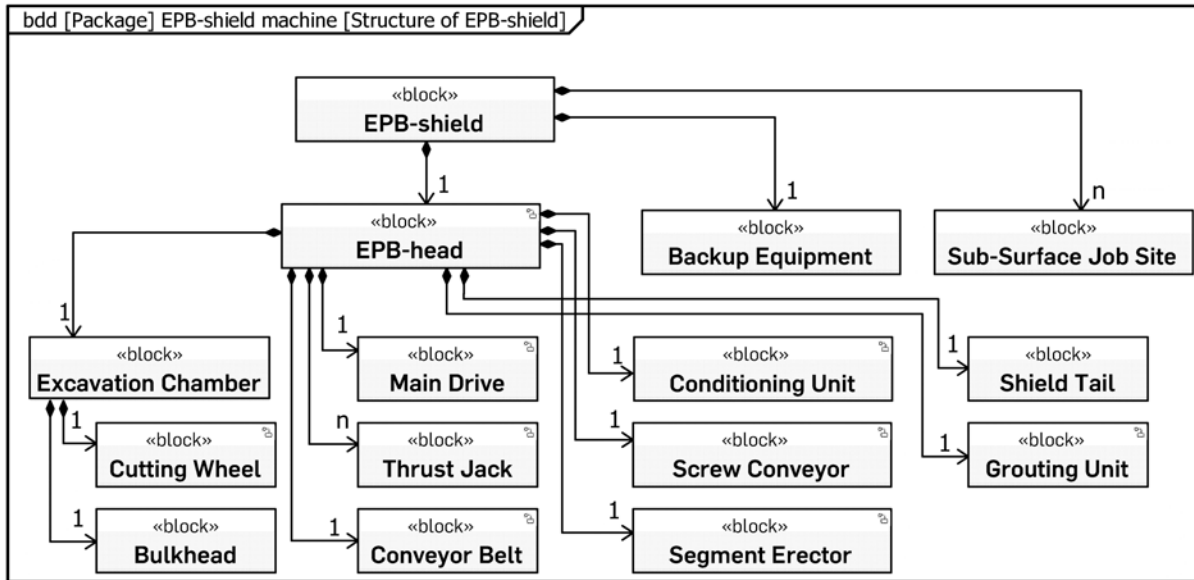 bdd [Package] EPB-shield machine [Structure of EPB-shield]
«block»
EPB-shield
1
1
n
«block»
EPB-head
«block»
Backup Equipment
«block»
Sub-Surface Job Site
1
«block»
Excavation Chamber
1
«block»
Main Drive
1
«block»
Conditioning Unit
1
«block»
Shield Tail
1
«block»
Cutting Wheel
n
«block»
Thrust Jack
1
«block»
Screw Conveyor
1
«block»
Grouting Unit
1
«block»
Bulkhead
1
«block»
Conveyor Belt
1
«block»
Segment Erector